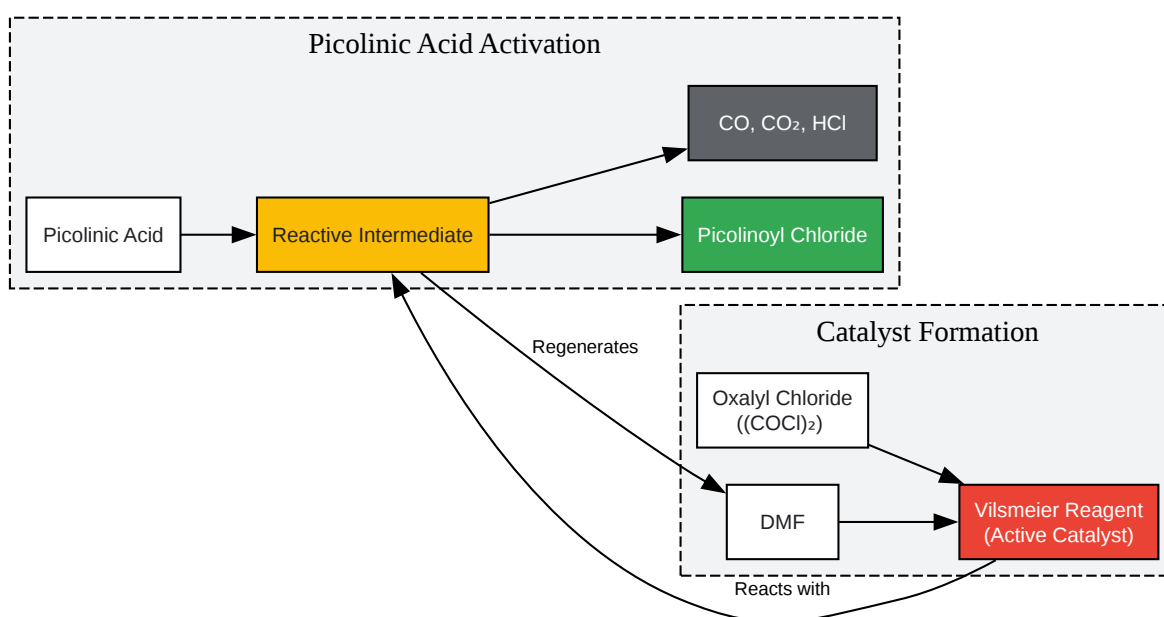 Picolinic Acid Activation
CO, CO₂, HCl
Picolinic Acid
Reactive Intermediate
Picolinoyl Chloride
Regenerates
Catalyst Formation
Oxalyl Chloride
((COCl)₂)
DMF
Vilsmeier Reagent
(Active Catalyst)
Reacts with